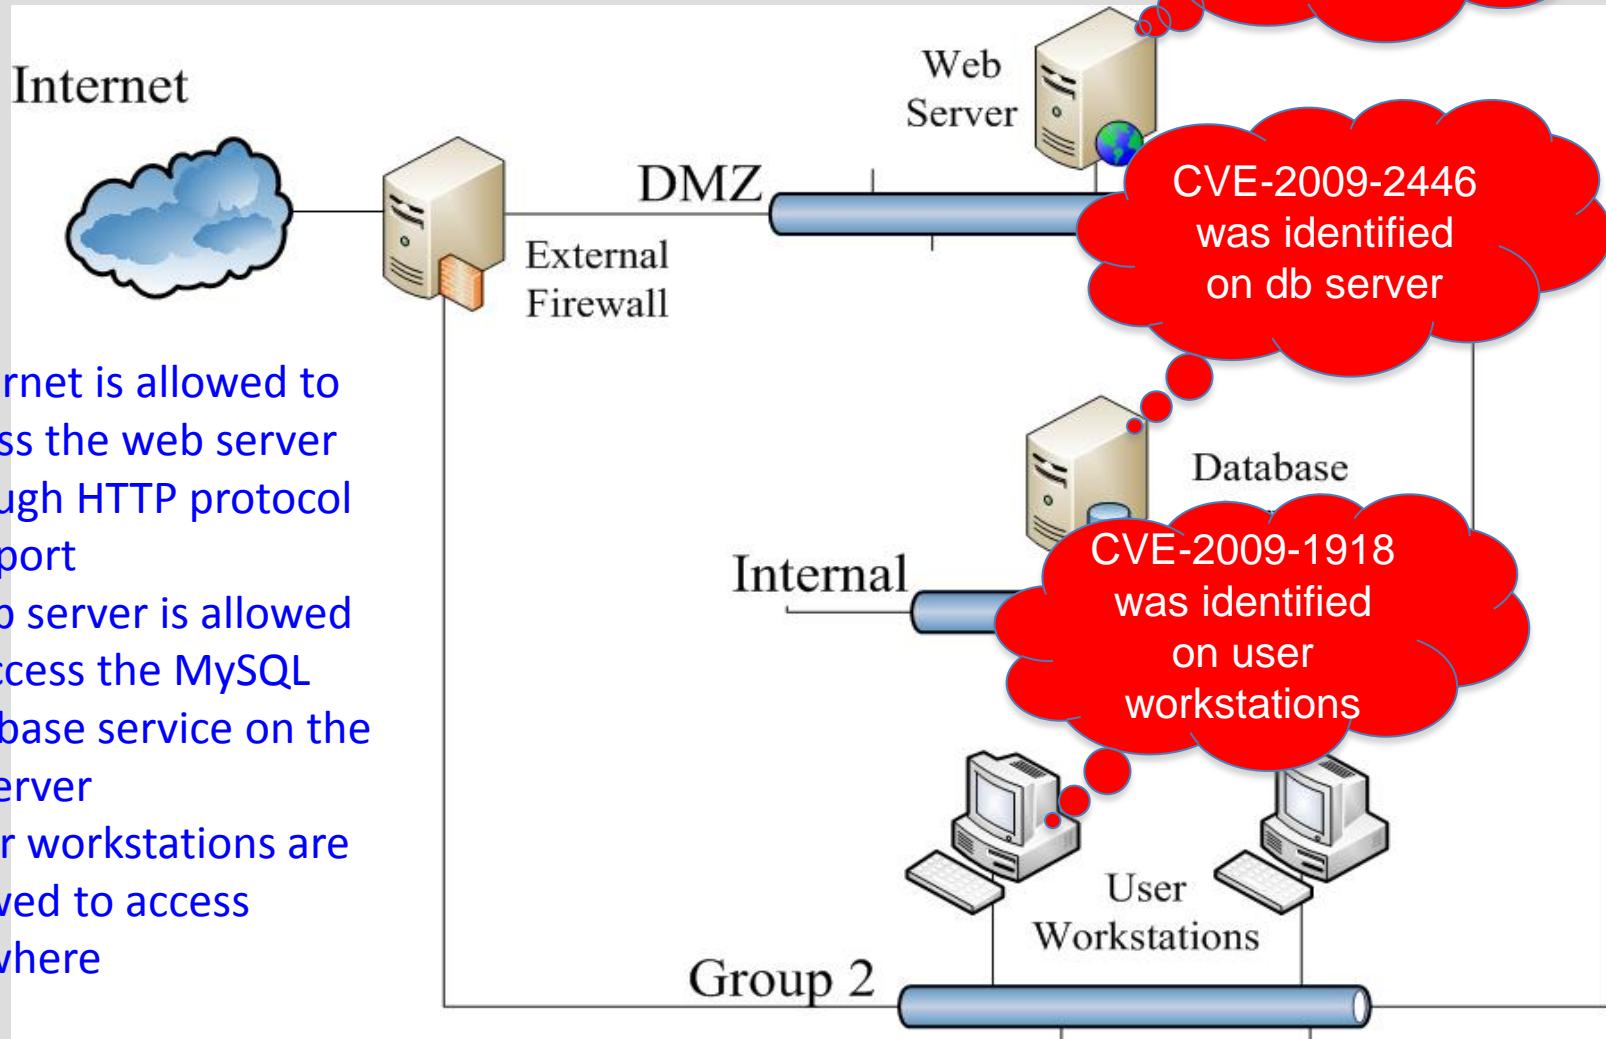 Internet
Web
Server
DMZ
External
Firewall
CVE-2009-2446
was identified
on db server
rnet is allowed to
ss the web server
ugh HTTP protocol
port
server is allowed
ccess the MySQL
base service on the
erver
r workstations are
ved to access
where
Database
Internal
CVE-2009-1918
was identified
on user
workstations
User
Workstations
Group 2